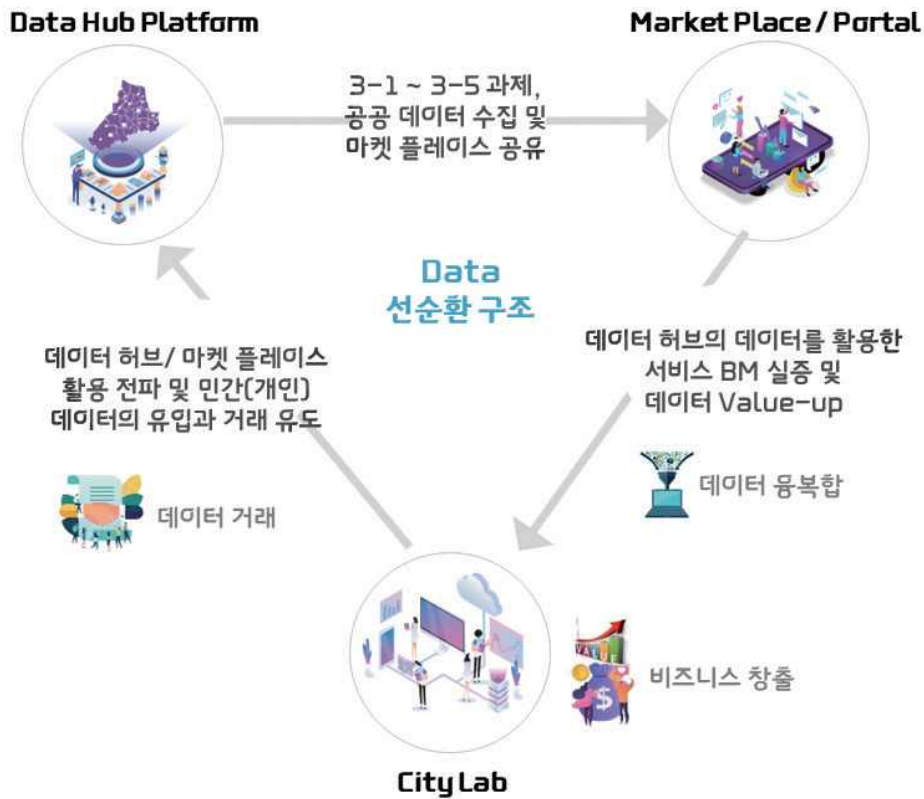 Data Hub Platform
Market Place / Portal
3-1 ~ 3-5 과제,
공공 데이터 수집 및
마켓 플레이스 공유
Data
선순환 구조
데이터 허브/ 마켓 플레이스
활용 전파 및 민간(개인)
데이터의 유입과 거래 유도
데이터 허브의 데이터를 활용한
서비스 BM 실증 및
데이터 Value-up
데이터 거래
데이터 융복합
VALUE
비즈니스 창출
City Lab